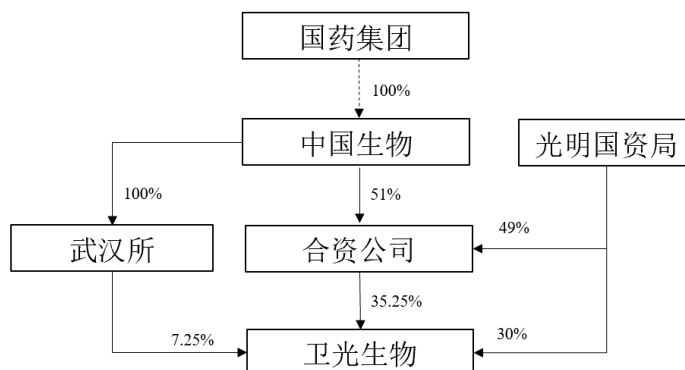 国药集团
100%
中国生物
光明国资局
100%
51%
49%
武汉所
合资公司
35.25%
7.25%
30%
卫光生物